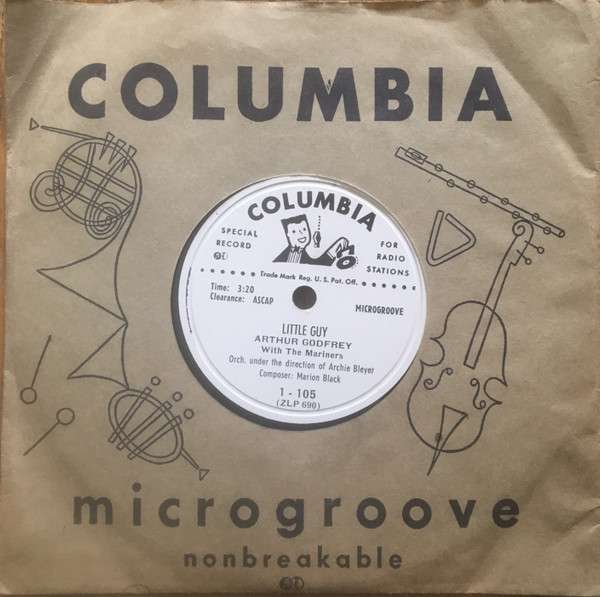 COLUMBIA
COLUMBIA
SPECIAL RECORD
FOR RADIO STATIONS
Trade Mark Reg. U. S. Pat. Off.
Time: 3:20
Clearance: ASCAP
MICROGROOVE
LITTLE GUY
ARTHUR GODFREY
With The Mariners
Orch. under the direction of Archie Bleyer
Composer: Marion Black
1 - 105
(ZLP 690)
microgroove
nonbreakable